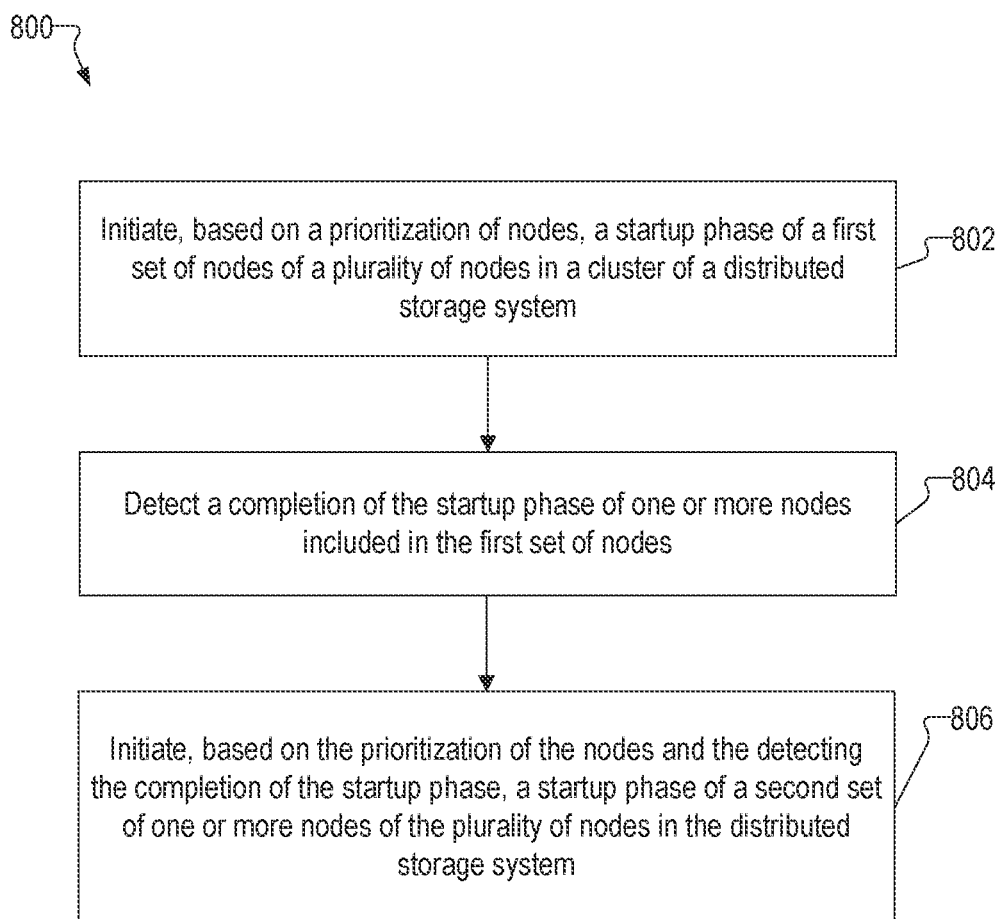 800
Initiate, based on a prioritization of nodes, a startup phase of a first
set of nodes of a plurality of nodes in a cluster of a distributed
storage system
802
Detect a completion of the startup phase of one or more nodes
included in the first set of nodes
804
Initiate, based on the prioritization of the nodes and the detecting
the completion of the startup phase, a startup phase of a second set
of one or more nodes of the plurality of nodes in the distributed
storage system
806